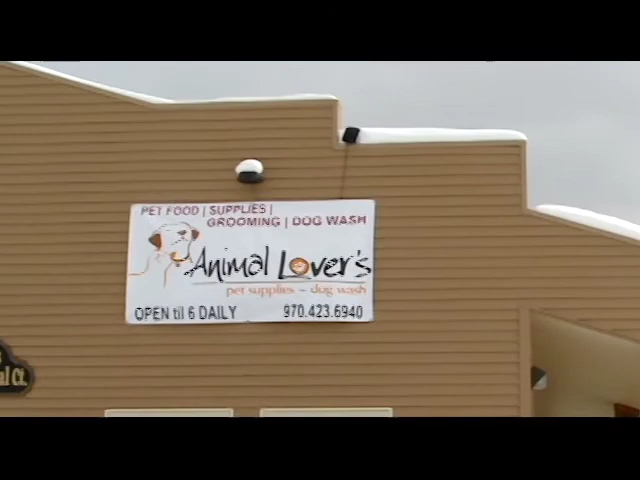 PET FOOD | SUPPLIES |
GROOMING | DOG WASH
Animal Lover's
pet supplies ~ dog wash
OPEN til 6 DAILY 970.423.6940
Ct.